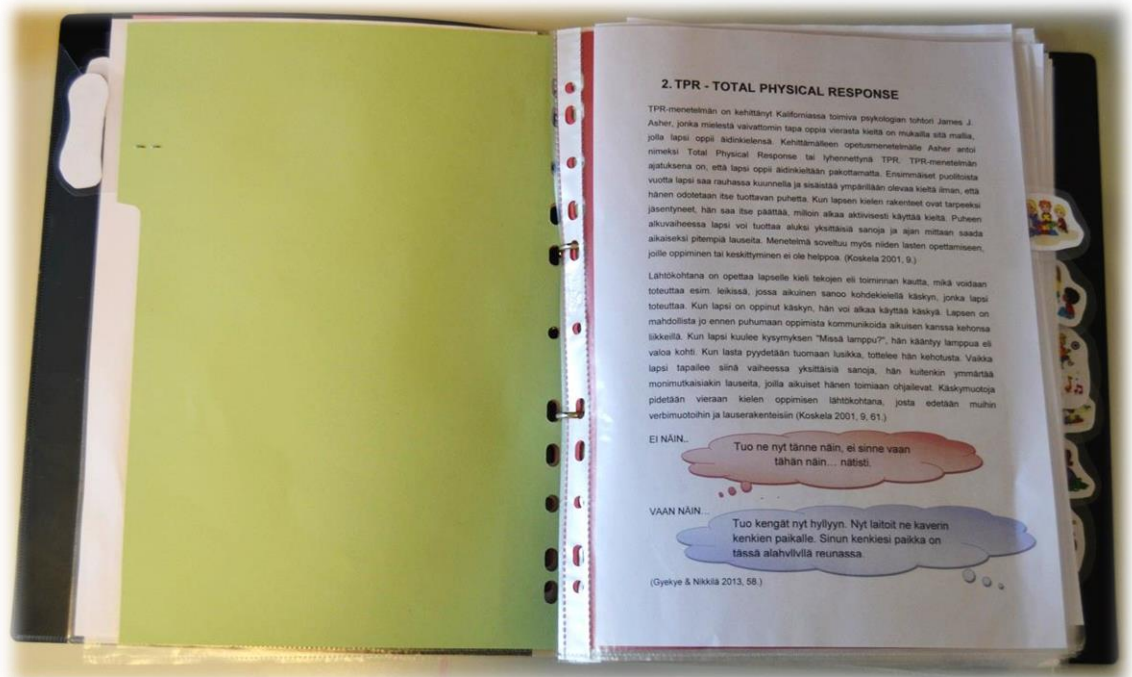 2. TPR - TOTAL PHYSICAL RESPONSE
TPR-menetelmän on kehittänyt Kaliforniassa toimiva psykologian tohtori James J.
Asher, jonka mielestä vaivattomin tapa oppia vierasta kieltä on mukailla sitä mallia,
jolla lapsi oppii äidinkielensä. Kehittämälleen opetusmenetelmälle Asher antoi
nimeksi Total Physical Response tai lyhennettynä TPR. TPR-menetelmän
ajatuksena on, että lapsi oppii äidinkieltään pakottamatta. Ensimmäiset puolitoista
vuotta lapsi saa rauhassa kuunnella ja sisäistää ympärillään olevaa kieltä ilman, että
hänen odotetaan itse tuottavan puhetta. Kun lapsen kielen rakenteet ovat tarpeeksi
jäsentyneet, hän saa itse päättää, milloin alkaa aktiivisesti käyttää kieltä. Puheen
alkuvaiheessa lapsi voi tuottaa aluksi yksittäisiä sanoja ja ajan mittaan saada
aikaiseksi pitempiä lauseita. Menetelmä soveltuu myös niiden lasten opettamiseen,
joille oppiminen tai keskittyminen ei ole helppoa. (Koskela 2001, 9.)
Lähtökohtana on opettaa lapselle kieli tekojen eli toiminnan kautta, mikä voidaan
toteuttaa esim. leikissä, jossa aikuinen sanoo kohdekielellä käskyn, jonka lapsi
toteuttaa. Kun lapsi on oppinut käskyn, hän voi alkaa käyttää käskyä. Lapsen on
mahdollista jo ennen puhumaan oppimista kommunikoida aikuisen kanssa kehonsa
liikkeillä. Kun lapsi kuulee kysymyksen "Missä lamppu?", hän kääntyy lamppua eli
valoa kohti. Kun lasta pyydetään tuomaan lusikka, tottelee hän kehotusta. Vaikka
lapsi tapailee siinä vaiheessa yksittäisiä sanoja, hän kuitenkin ymmärtää
monimutkaisiakin lauseita, joilla aikuiset hänen toimiaan ohjailevat. Käskymuotoja
pidetään vieraan kielen oppimisen lähtökohtana, josta edetään muihin
verbimuotoihin ja lauserakenteisiin (Koskela 2001, 9, 61.)
EI NÄIN..
Tuo ne nyt tänne näin, ei sinne vaan
tähän näin... nätisti.
VAAN NÄIN...
Tuo kengät nyt hyllyyn. Nyt laitoit ne kaverin
kenkien paikalle. Sinun kenkiesi paikka on
tässä alahyllyllä reunassa.
(Gyekye & Nikkilä 2013, 58.)